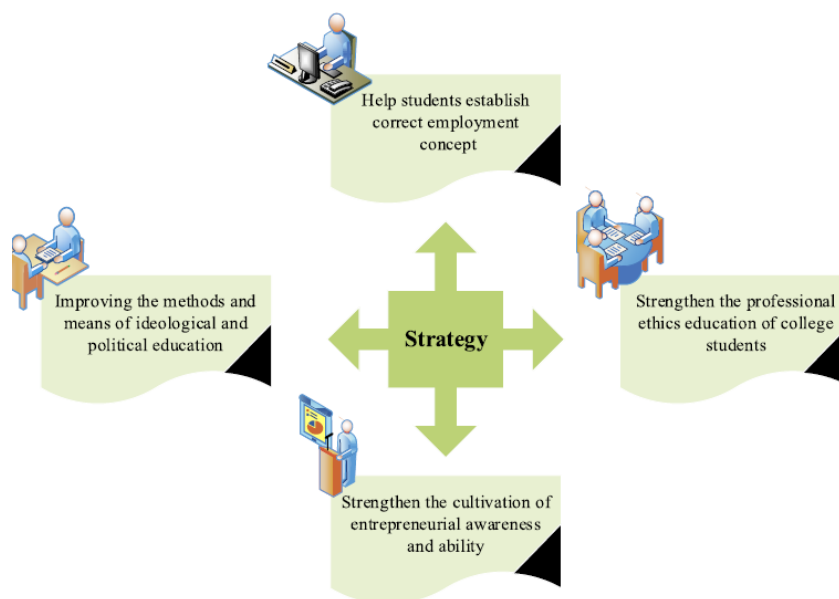 Help students establish
correct employment
concept
Improving the methods and
means of ideological and
political education
Strategy
Strengthen the professional
ethics education of college
students
Strengthen the cultivation of
entrepreneurial awareness
and ability